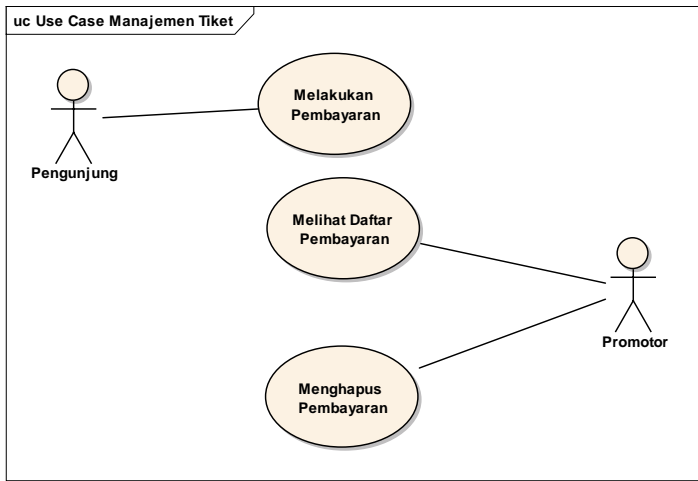 uc Use Case Manajemen Tiket
Melakukan
Pembayaran
Pengunjung
Melihat Daftar
Pembayaran
Promotor
Menghapus
Pembayaran